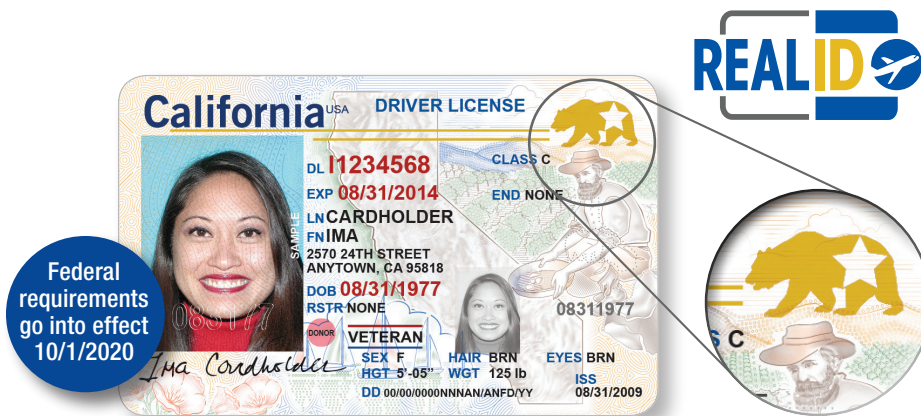 REAL ID
California USA DRIVER LICENSE
DL I1234568
CLASS C
EXP 08/31/2014
END NONE
LN CARDHOLDER
FN IMA
2570 24TH STREET
ANYTOWN, CA 95818
DOB 08/31/1977
RSTR NONE
08311977
SAMPLE
083177
DONOR
VETERAN
SEX F HAIR BRN EYES BRN
HGT 5'-05" WGT 125 lb
ISS
DD 00/00/0000NNNAN/ANFD/YY 08/31/2009
Ima Cardholder
Federal
requirements
go into effect
10/1/2020
S C